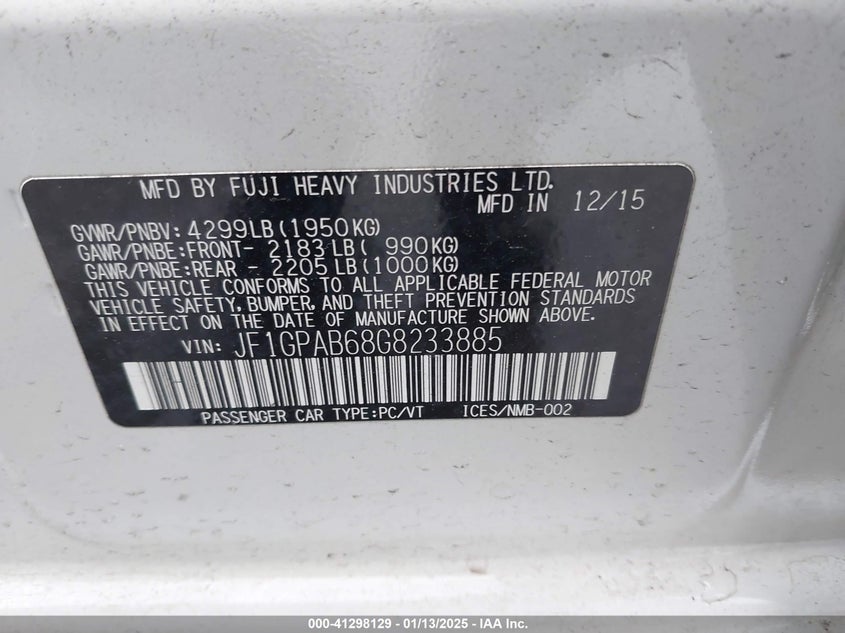 MFD BY FUJI HEAVY INDUSTRIES LTD.
MFD IN 12/15
GVWR/PNBV: 4299LB(1950KG)
GAWR/PNBE:FRONT- 2183LB( 990KG)
GAWR/PNBE:REAR - 2205LB(1000KG)
THIS VEHICLE CONFORMS TO ALL APPLICABLE FEDERAL MOTOR
VEHICLE SAFETY, BUMPER, AND THEFT PREVENTION STANDARDS
IN EFFECT ON THE DATE OF MANUFACTURE SHOWN ABOVE.
VIN: JF1GPAB68G8233885
PASSENGER CAR TYPE:PC/VT ICES/NMB-002
000-41298129 - 01/13/2025 - IAA Inc.